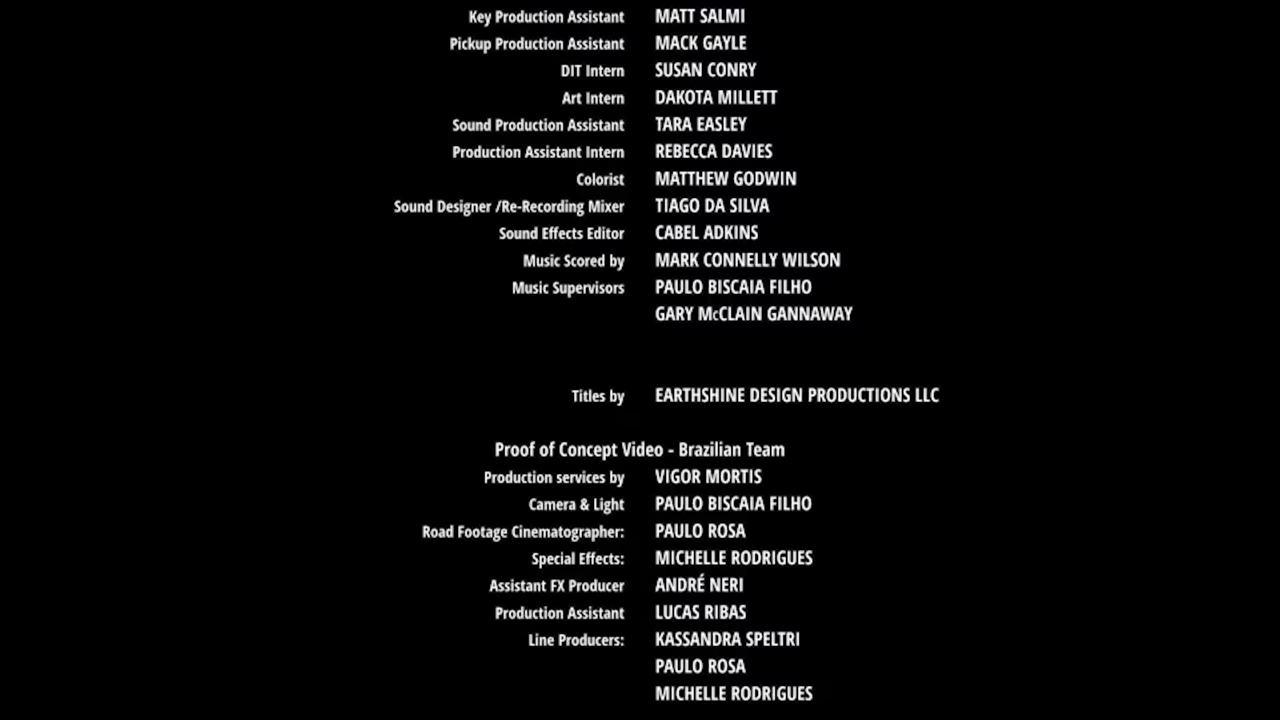 Key Production Assistant MATT SALMI
Pickup Production Assistant MACK GAYLE
DIT Intern SUSAN CONRY
Art Intern DAKOTA MILLETT
Sound Production Assistant TARA EASLEY
Production Assistant Intern REBECCA DAVIES
Colorist MATTHEW GODWIN
Sound Designer /Re-Recording Mixer TIAGO DA SILVA
Sound Effects Editor CABEL ADKINS
Music Scored by MARK CONNELLY WILSON
Music Supervisors PAULO BISCAIA FILHO
GARY McCLAIN GANNAWAY
Titles by EARTHSHINE DESIGN PRODUCTIONS LLC
Proof of Concept Video - Brazilian Team
Production services by VIGOR MORTIS
Camera & Light PAULO BISCAIA FILHO
Road Footage Cinematographer: PAULO ROSA
Special Effects: MICHELLE RODRIGUES
Assistant FX Producer ANDRÉ NERI
Production Assistant LUCAS RIBAS
Line Producers: KASSANDRA SPELTRI
PAULO ROSA
MICHELLE RODRIGUES